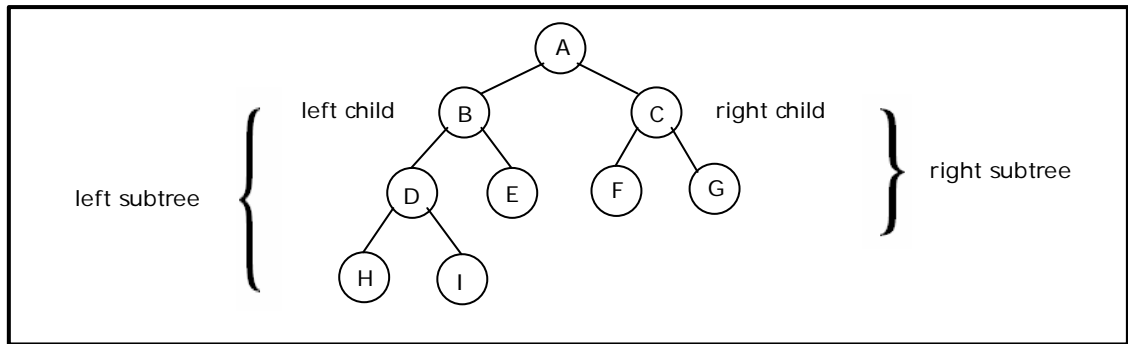 A
left child B C right child
right subtree
left subtree D E F G
H I